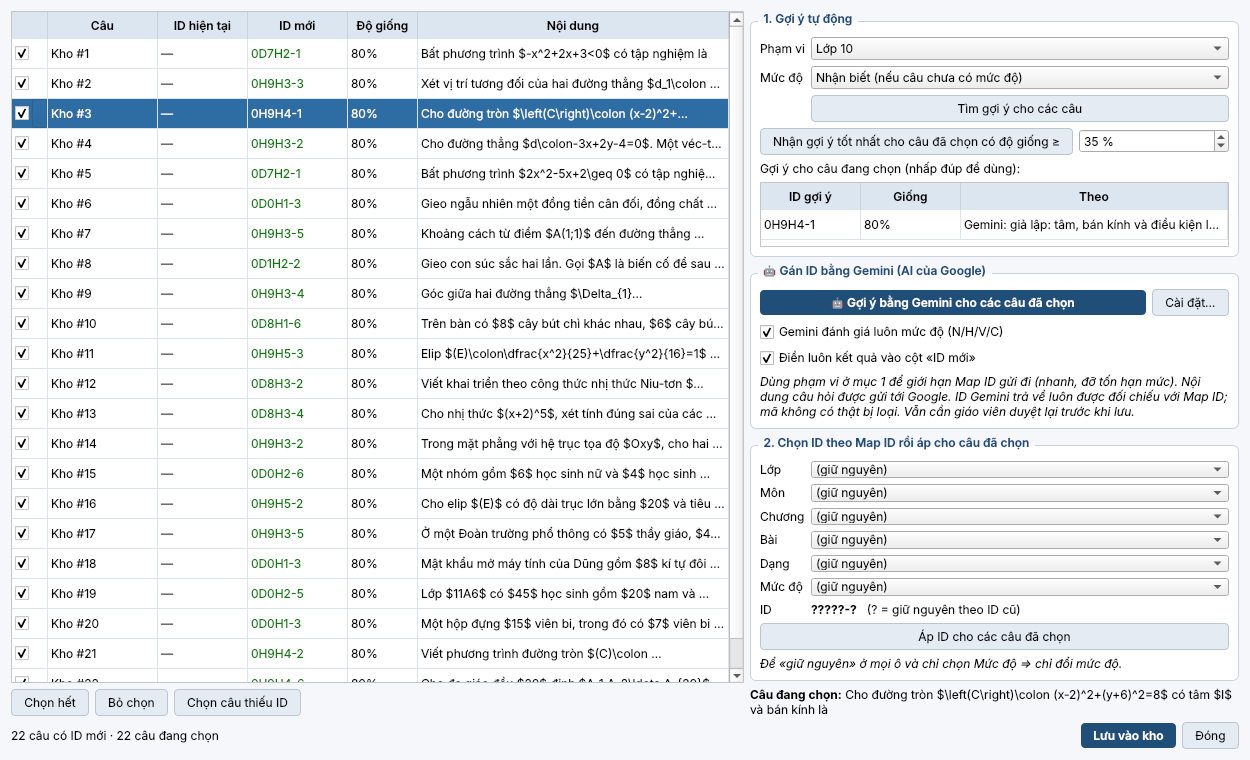 Câu ID hiện tại ID mới Độ giống Nội dung
Kho #1 — 0D7H2-1 80% Bất phương trình $-x^2+2x+3<0$ có tập nghiệm là
Kho #2 — 0H9H3-3 80% Xét vị trí tương đối của hai đường thẳng $d_1\colon ...
Kho #3 — 0H9H4-1 80% Cho đường tròn $\left(C\right)\colon (x-2)^2+...
Kho #4 — 0H9H3-2 80% Cho đường thẳng $d\colon-3x+2y-4=0$. Một véc-t...
Kho #5 — 0D7H2-1 80% Bất phương trình $2x^2-5x+2\geq 0$ có tập nghiệ...
Kho #6 — 0D0H1-3 80% Gieo ngẫu nhiên một đồng tiền cân đối, đồng chất ...
Kho #7 — 0H9H3-5 80% Khoảng cách từ điểm $A(1;1)$ đến đường thẳng ...
Kho #8 — 0D1H2-2 80% Gieo con súc sắc hai lần. Gọi $A$ là biến cố để sau ...
Kho #9 — 0H9H3-4 80% Góc giữa hai đường thẳng $\Delta_{1}...
Kho #10 — 0D8H1-6 80% Trên bàn có $8$ cây bút chì khác nhau, $6$ cây bú...
Kho #11 — 0H9H5-3 80% Elip $(E)\colon\dfrac{x^2}{25}+\dfrac{y^2}{16}=1$ ...
Kho #12 — 0D8H3-2 80% Viết khai triển theo công thức nhị thức Niu-tơn $...
Kho #13 — 0D8H3-4 80% Cho nhị thức $(x+2)^5$, xét tính đúng sai của các ...
Kho #14 — 0H9H3-2 80% Trong mặt phẳng với hệ trục tọa độ $Oxy$, cho hai ...
Kho #15 — 0D0H2-6 80% Một nhóm gồm $6$ học sinh nữ và $4$ học sinh ...
Kho #16 — 0H9H5-2 80% Cho elip $(E)$ có độ dài trục lớn bằng $20$ và tiêu ...
Kho #17 — 0H9H3-5 80% Ở một Đoàn trường phổ thông có $5$ thầy giáo, $4...
Kho #18 — 0D0H1-3 80% Mật khẩu mở máy tính của Dũng gồm $8$ kí tự đôi ...
Kho #19 — 0D0H2-5 80% Lớp $11A6$ có $45$ học sinh gồm $20$ nam và ...
Kho #20 — 0D0H1-3 80% Một hộp đựng $15$ viên bi, trong đó có $7$ viên bi ...
Kho #21 — 0H9H4-2 80% Viết phương trình đường tròn $(C)\colon ...
Chọn hết Bỏ chọn Chọn câu thiếu ID
22 câu có ID mới · 22 câu đang chọn
1. Gợi ý tự động
Phạm vi Lớp 10
Mức độ Nhận biết (nếu câu chưa có mức độ)
Tìm gợi ý cho các câu
Nhận gợi ý tốt nhất cho câu đã chọn có độ giống ≥ 35 %
Gợi ý cho câu đang chọn (nhấp đúp để dùng):
ID gợi ý Giống Theo
0H9H4-1 80% Gemini: giả lập: tâm, bán kính và điều kiện l...
🤖 Gán ID bằng Gemini (AI của Google)
🤖 Gợi ý bằng Gemini cho các câu đã chọn Cài đặt...
Gemini đánh giá luôn mức độ (N/H/V/C)
Điền luôn kết quả vào cột «ID mới»
Dùng phạm vi ở mục 1 để giới hạn Map ID gửi đi (nhanh, đỡ tốn hạn mức). Nội
dung câu hỏi được gửi tới Google. ID Gemini trả về luôn được đối chiếu với Map ID;
mã không có thật bị loại. Vẫn cần giáo viên duyệt lại trước khi lưu.
2. Chọn ID theo Map ID rồi áp cho câu đã chọn
Lớp (giữ nguyên)
Môn (giữ nguyên)
Chương (giữ nguyên)
Bài (giữ nguyên)
Dạng (giữ nguyên)
Mức độ (giữ nguyên)
ID ?????-? (? = giữ nguyên theo ID cũ)
Áp ID cho các câu đã chọn
Để «giữ nguyên» ở mọi ô và chỉ chọn Mức độ ⇒ chỉ đổi mức độ.
Câu đang chọn: Cho đường tròn $\left(C\right)\colon (x-2)^2+(y+6)^2=8$ có tâm $I$
và bán kính là
Lưu vào kho Đóng